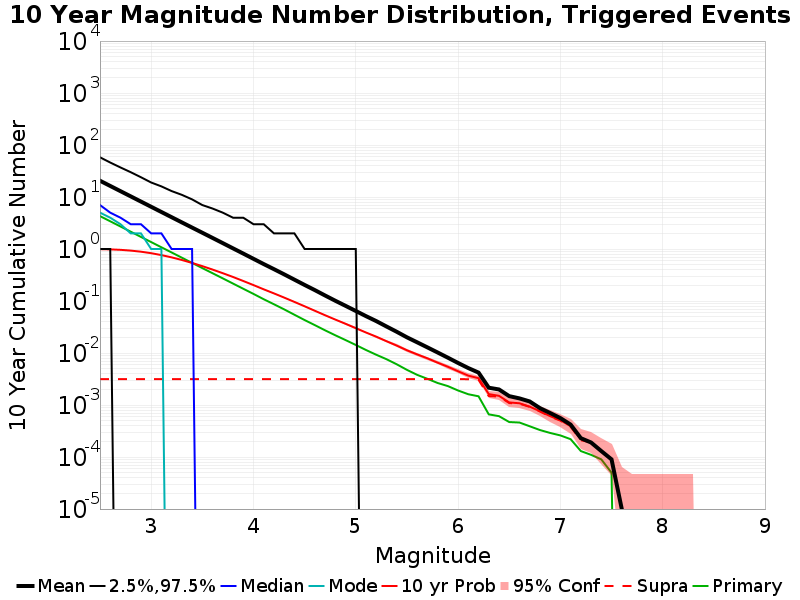 10 Year Magnitude Number Distribution, Triggered Events
10 Year Cumulative Number
10^4
10^3
10^2
10^1
10^0
10^-1
10^-2
10^-3
10^-4
10^-5
3 4 5 6 7 8 9
Magnitude
Mean 2.5%,97.5% Median Mode 10 yr Prob 95% Conf Supra Primary